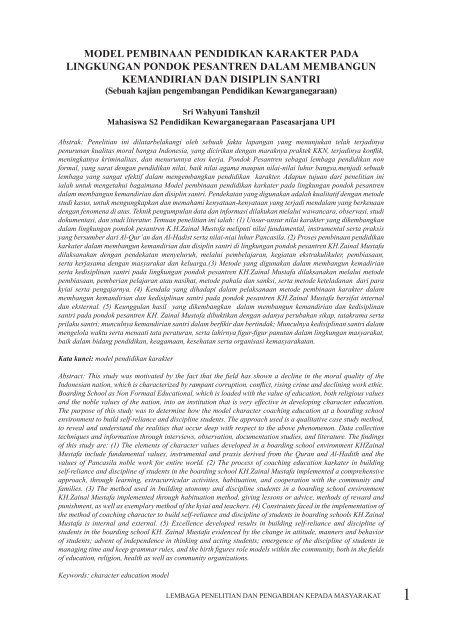 MODEL PEMBINAAN PENDIDIKAN KARAKTER PADA
LINGKUNGAN PONDOK PESANTREN DALAM MEMBANGUN
KEMANDIRIAN DAN DISIPLIN SANTRI
(Sebuah kajian pengembangan Pendidikan Kewarganegaraan)
Sri Wahyuni Tanshzil
Mahasiswa S2 Pendidikan Kewarganegaraan Pascasarjana UPI
Abstrak: Penelitian ini dilatarbelakangi oleh sebuah fakta lapangan yang menunjukan telah terjadinya
penurunan kualitas moral bangsa Indonesia, yang dicirikan dengan maraknya praktek KKN, terjadinya konflik,
meningkatnya kriminalitas, dan menurunnya etos kerja. Pondok Pesantren sebagai lembaga pendidikan non
formal, yang sarat dengan pendidikan nilai, baik nilai agama maupun nilai-nilai luhur bangsa,menjadi sebuah
lembaga yang sangat efektif dalam mengembangkan pendidikan karakter. Adapun tujuan dari penelitian ini
ialah untuk mengetahui bagaimana Model pembinaan pendidikan karkater pada lingkungan pondok pesantren
dalam membangun kemandirian dan disiplin santri. Pendekatan yang digunakan adalah kualitatif dengan metode
studi kasus, untuk mengungkapkan dan memahami kenyataan-kenyataan yang terjadi mendalam yang berkenaan
dengan fenomena di atas. Teknik pengumpulan data dan informasi dilakukan melalui wawancara, observasi, studi
dokumentasi, dan studi literatur. Temuan penelitian ini ialah: (1) Unsur-unsur nilai karakter yang dikembangkan
dalam lingkungan pondok pesantren K.H.Zainal Mustafa meliputi nilai fundamental, instrumental serta praksis
yang bersumber dari Al-Qur'an dan Al-Hadist serta nilai-nilai luhur Pancasila. (2) Proses pembinaan pendidikan
karkater dalam membangun kemandirian dan disiplin santri di lingkungan pondok pesantren KH.Zainal Mustafa
dilaksanakan dengan pendekatan menyeluruh, melalui pembelajaran, kegiatan ekstrakulikuler, pembiasaan,
serta kerjasama dengan masyarakat dan keluarga.(3) Metode yang digunakan dalam membangun kemandirian
serta kedisiplinan santri pada lingkungan pondok pesantren KH.Zainal Mustafa dilaksanakan melalui metode
pembiasaan, pemberian pelajaran atau nasihat, metode pahala dan sanksi, serta metode keteladanan dari para
kyiai serta pengajarnya. (4) Kendala yang dihadapi dalam pelaksanaan metode pembinaan karakter dalam
membangun kemandirian dan kedisiplinan santri pada pondok pesantren KH.Zainal Mustofa bersifat internal
dan eksternal. (5) Keunggulan hasil yang dikembangkan dalam membangun kemandirian dan kedisiplinan
santri pada pondok pesantren KH. Zainal Mustafa dibuktikan dengan adanya perubahan sikap, tatakrama serta
prilaku santri; munculnya kemandirian santri dalam berfikir dan bertindak; Munculnya kedisiplinan santri dalam
mengelola waktu serta mentaati tata peraturan, serta lahirnya figur-figur panutan dalam lingkungan masyarakat,
baik dalam bidang pendidikan, keagamaan, kesehatan serta organisasi kemasyarakatan.
Kata kunci: model pendidikan karakter
Abstract: This study was motivated by the fact that the field has shown a decline in the moral quality of the
Indonesian nation, which is characterized by rampant corruption, conflict, rising crime and declining work ethic.
Boarding School as Non Formaal Educational, which is loaded with the value of education, both religious values
and the noble values of the nation, into an institution that is very effective in developing character education.
The purpose of this study was to determine how the model character coaching education at a boarding school
environment to build self-reliance and discipline students. The approach used is a qualitative case study method,
to reveal and understand the realities that occur deep with respect to the above phenomenon. Data collection
techniques and information through interviews, observation, documentation studies, and literature. The findings
of this study are: (1) The elements of character values developed in a boarding school environment KHZainal
Mustafa include fundamental values, instrumental and praxis derived from the Quran and Al-Hadith and the
values of Pancasila noble work for entire world. (2) The process of coaching education karkater in building
self-reliance and discipline of students in the boarding school KH.Zainal Mustafa implemented a comprehensive
approach, through learning, extracurricular activities, habituation, and cooperation with the community and
families. (3) The method used in building atonomy and discipline students in a boarding school environment
KH.Zainal Mustafa implemented through habituation method, giving lessons or advice, methods of reward and
punishment, as well as exemplary method of the kyai and teachers. (4) Constraints faced in the implementation of
the method of coaching character to build self-reliance and discipline of students in boarding schools KH.Zainal
Mustafa is internal and external. (5) Excellence developed results in building self-reliance and discipline of
students in the boarding school KH. Zainal Mustafa evidenced by the change in attitude, manners and behavior
of students; advent of independence in thinking and acting students; emergence of the discipline of students in
managing time and keep grammar rules, and the birth figures role models within the community, both in the fields
of education, religion, health as well as community organizations.
Keywords: character education model
LEMBAGA PENELITIAN DAN PENGABDIAN KEPADA MASYARAKAT 1